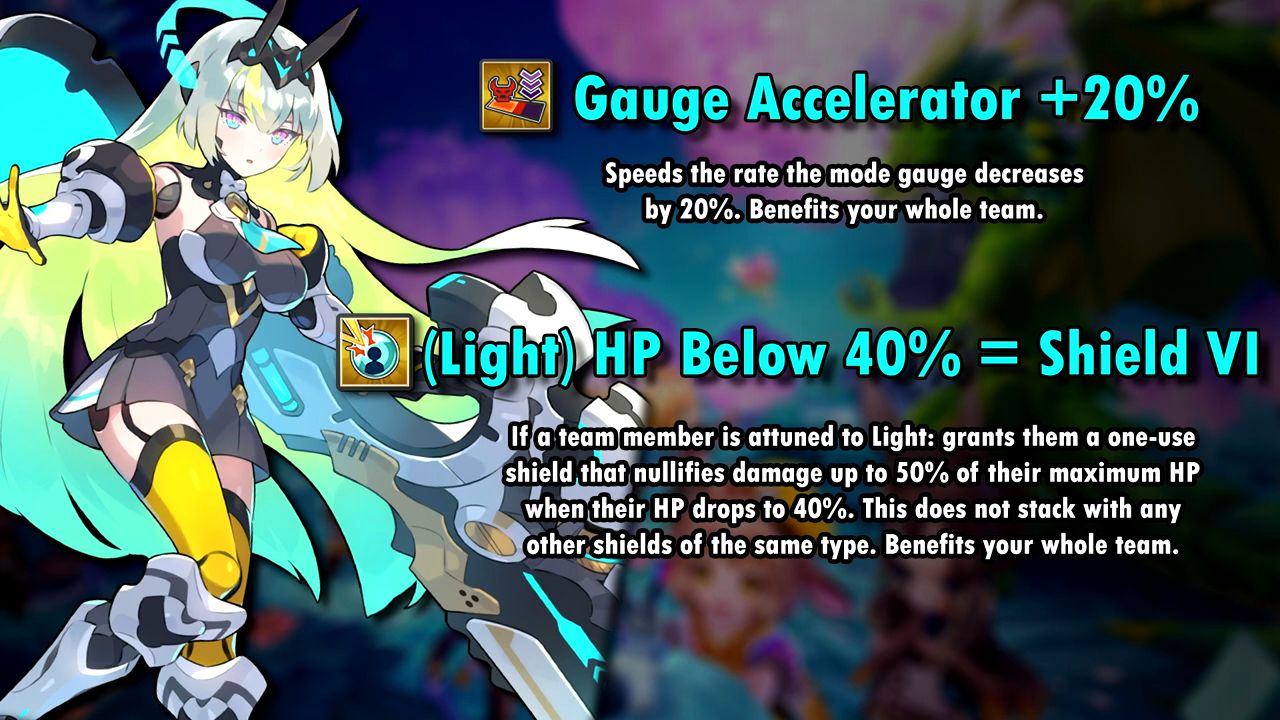 Gauge Accelerator +20%
Speeds the rate the mode gauge decreases
by 20%. Benefits your whole team.
(Light) HP Below 40% = Shield VI
If a team member is attuned to Light: grants them a one-use
shield that nullifies damage up to 50% of their maximum HP
when their HP drops to 40%. This does not stack with any
other shields of the same type. Benefits your whole team.